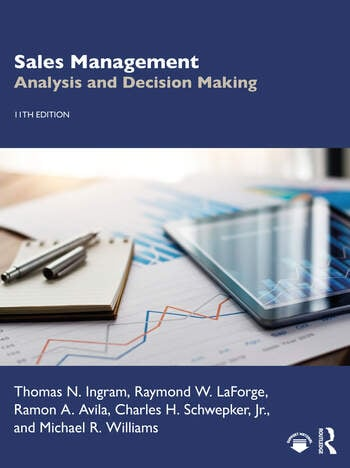 Sales Management
Analysis and Decision Making
11TH EDITION
Thomas N. Ingram, Raymond W. LaForge,
Ramon A. Avila, Charles H. Schwepker, Jr.,
and Michael R. Williams
ROUTLEDGE